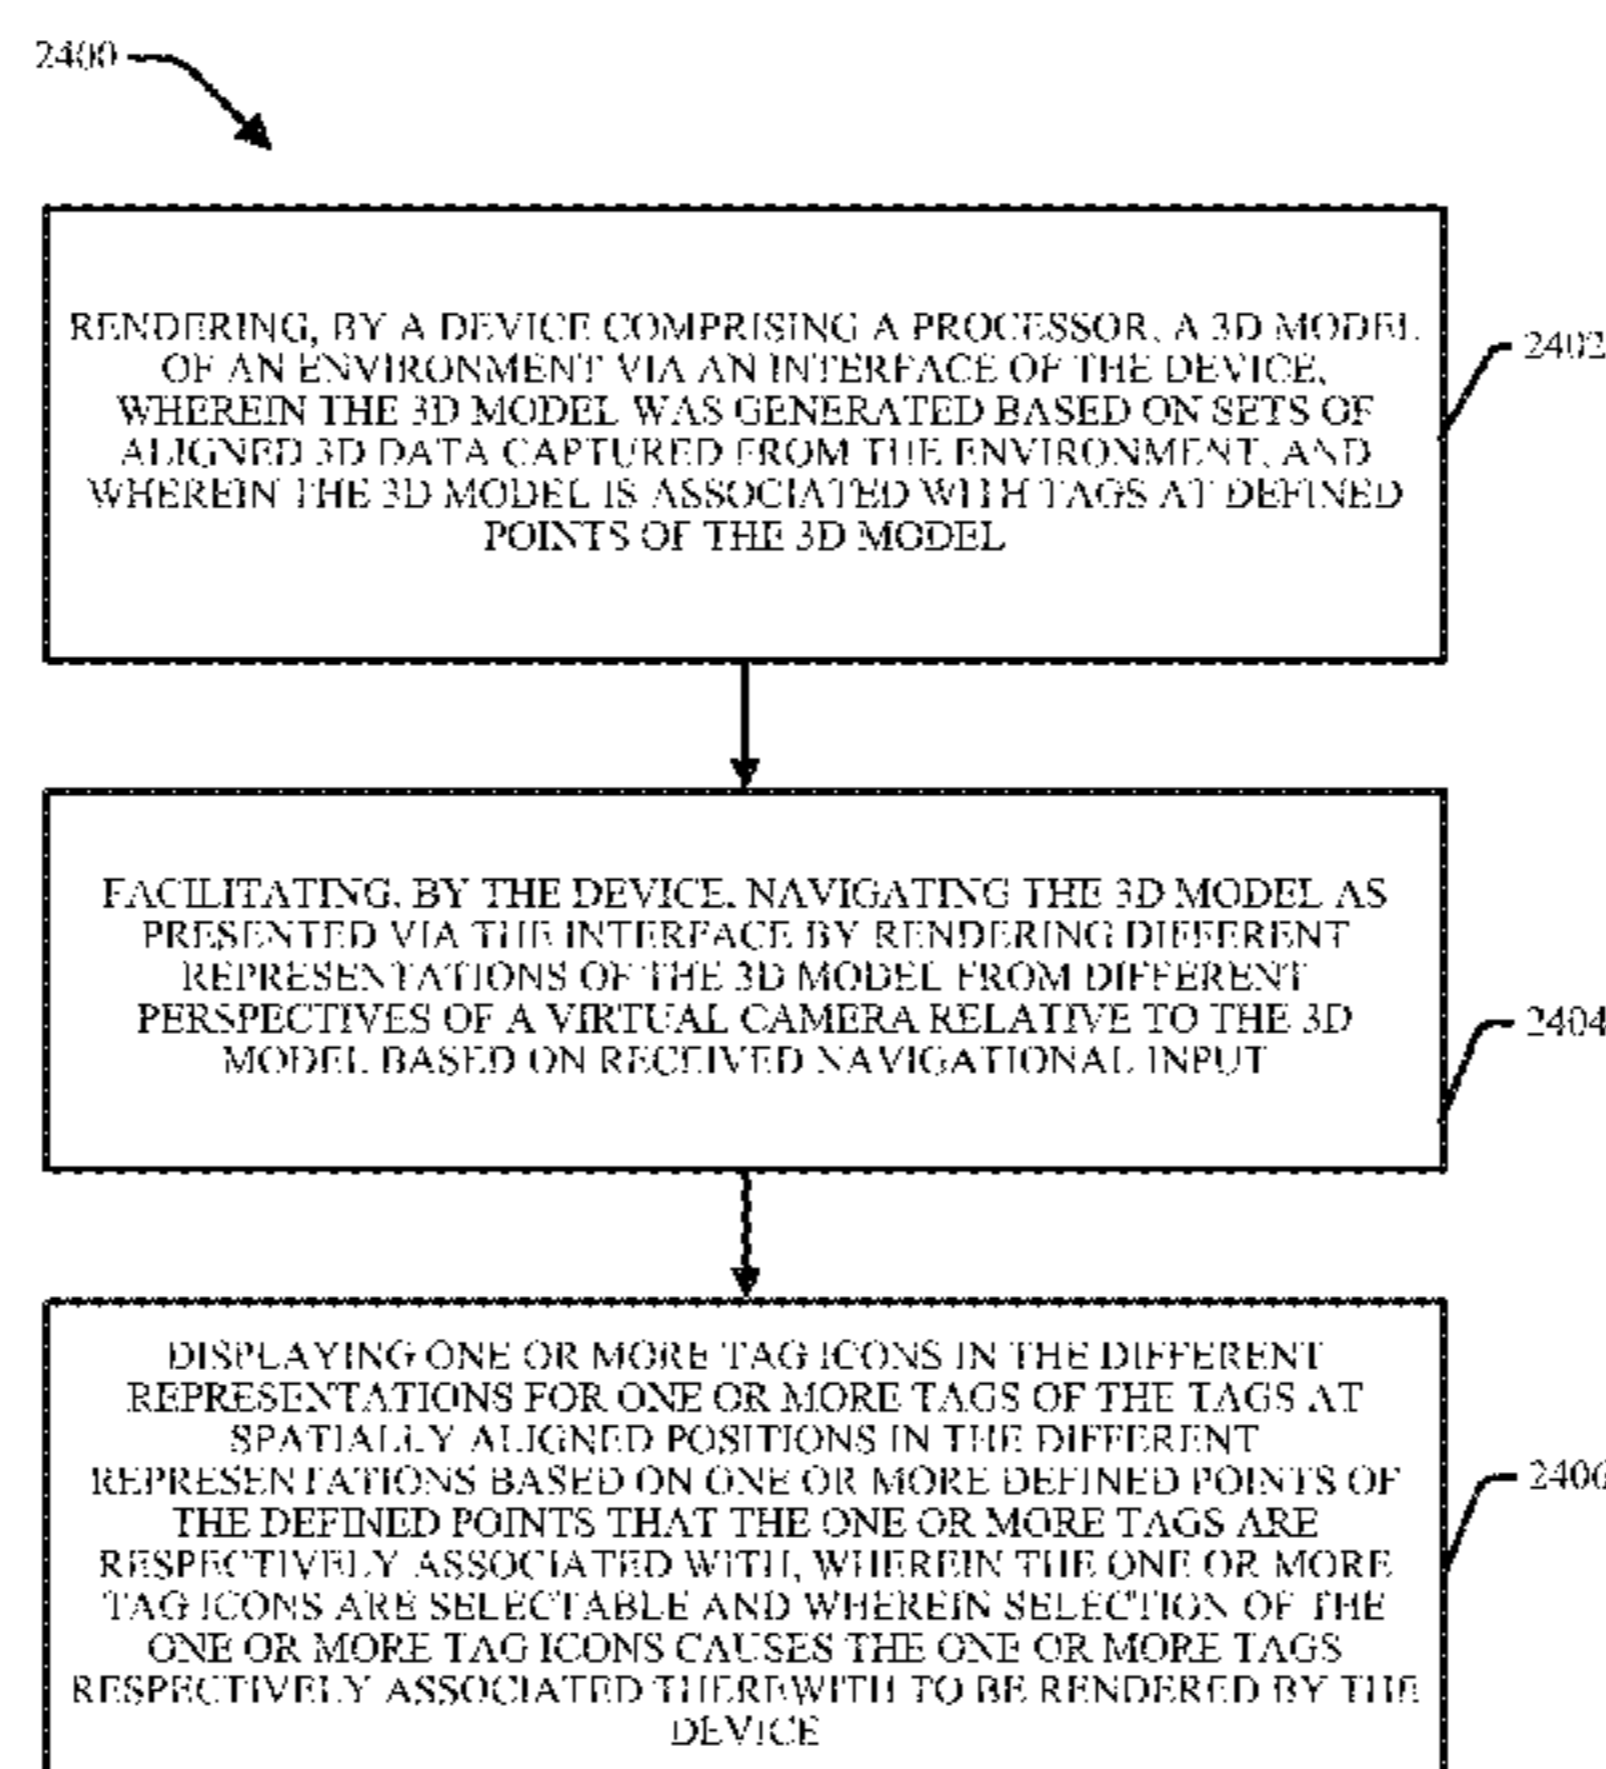 2400
RENDERING, BY A DEVICE COMPRISING A PROCESSOR, A 3D MODEL
OF AN ENVIRONMENT VIA AN INTERFACE OF THE DEVICE,
WHEREIN THE 3D MODEL WAS GENERATED BASED ON SETS OF
ALIGNED 3D DATA CAPTURED FROM THE ENVIRONMENT, AND
WHEREIN THE 3D MODEL IS ASSOCIATED WITH TAGS AT DEFINED
POINTS OF THE 3D MODEL
2402
FACILITATING, BY THE DEVICE, NAVIGATING THE 3D MODEL AS
PRESENTED VIA THE INTERFACE BY RENDERING DIFFERENT
REPRESENTATIONS OF THE 3D MODEL FROM DIFFERENT
PERSPECTIVES OF A VIRTUAL CAMERA RELATIVE TO THE 3D
MODEL BASED ON RECEIVED NAVIGATIONAL INPUT
2404
DISPLAYING ONE OR MORE TAG ICONS IN THE DIFFERENT
REPRESENTATIONS FOR ONE OR MORE TAGS OF THE TAGS AT
SPATIALLY ALIGNED POSITIONS IN THE DIFFERENT
REPRESENTATIONS BASED ON ONE OR MORE DEFINED POINTS OF
THE DEFINED POINTS THAT THE ONE OR MORE TAGS ARE
RESPECTIVELY ASSOCIATED WITH, WHEREIN THE ONE OR MORE
TAG ICONS ARE SELECTABLE AND WHEREIN SELECTION OF THE
ONE OR MORE TAG ICONS CAUSES THE ONE OR MORE TAGS
RESPECTIVELY ASSOCIATED THEREWITH TO BE RENDERED BY THE
DEVICE
2406